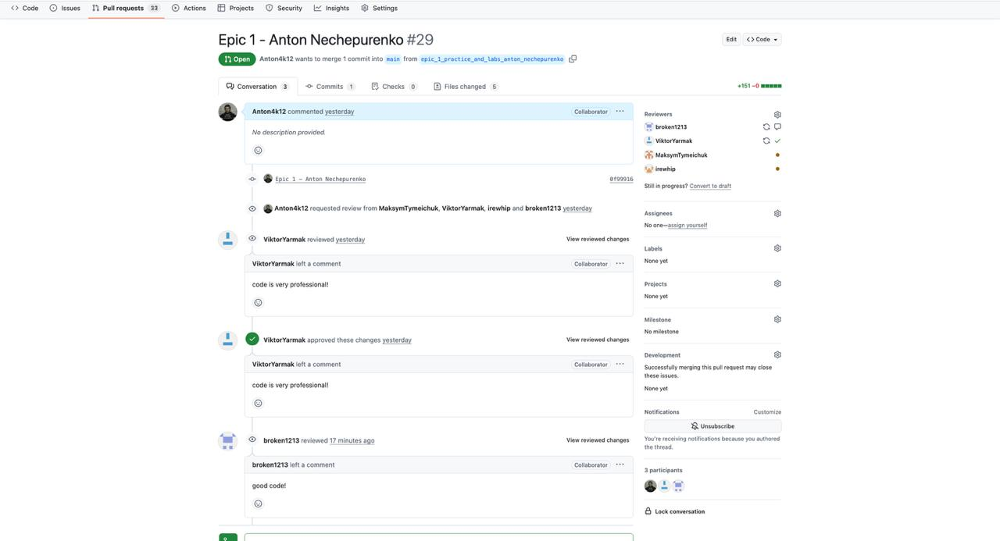 Code Issues Pull requests 33 Actions Projects Security Insights Settings
Epic 1 - Anton Nechepurenko #29
Edit Code
Open Anton4k12 wants to merge 1 commit into main from epic_1_practice_and_labs_anton_nechepurenko
Conversation 3 Commits 1 Checks 0 Files changed 5
+151 −0
Anton4k12 commented yesterday Collaborator
No description provided.
Epic 1 - Anton Nechepurenko 0f99916
Anton4k12 requested review from MaksymTymeichuk, ViktorYarmak, irewhip and broken1213 yesterday
ViktorYarmak reviewed yesterday View reviewed changes
ViktorYarmak left a comment Collaborator
code is very professional!
ViktorYarmak approved these changes yesterday View reviewed changes
ViktorYarmak left a comment Collaborator
code is very professional!
broken1213 reviewed 17 minutes ago View reviewed changes
broken1213 left a comment Collaborator
good code!
Reviewers
broken1213
ViktorYarmak
MaksymTymeichuk
irewhip
Still in progress? Convert to draft
Assignees
No one—assign yourself
Labels
None yet
Projects
None yet
Milestone
No milestone
Development
Successfully merging this pull request may close
these issues.
None yet
Notifications Customize
Unsubscribe
You're receiving notifications because you authored
the thread.
3 participants
Lock conversation